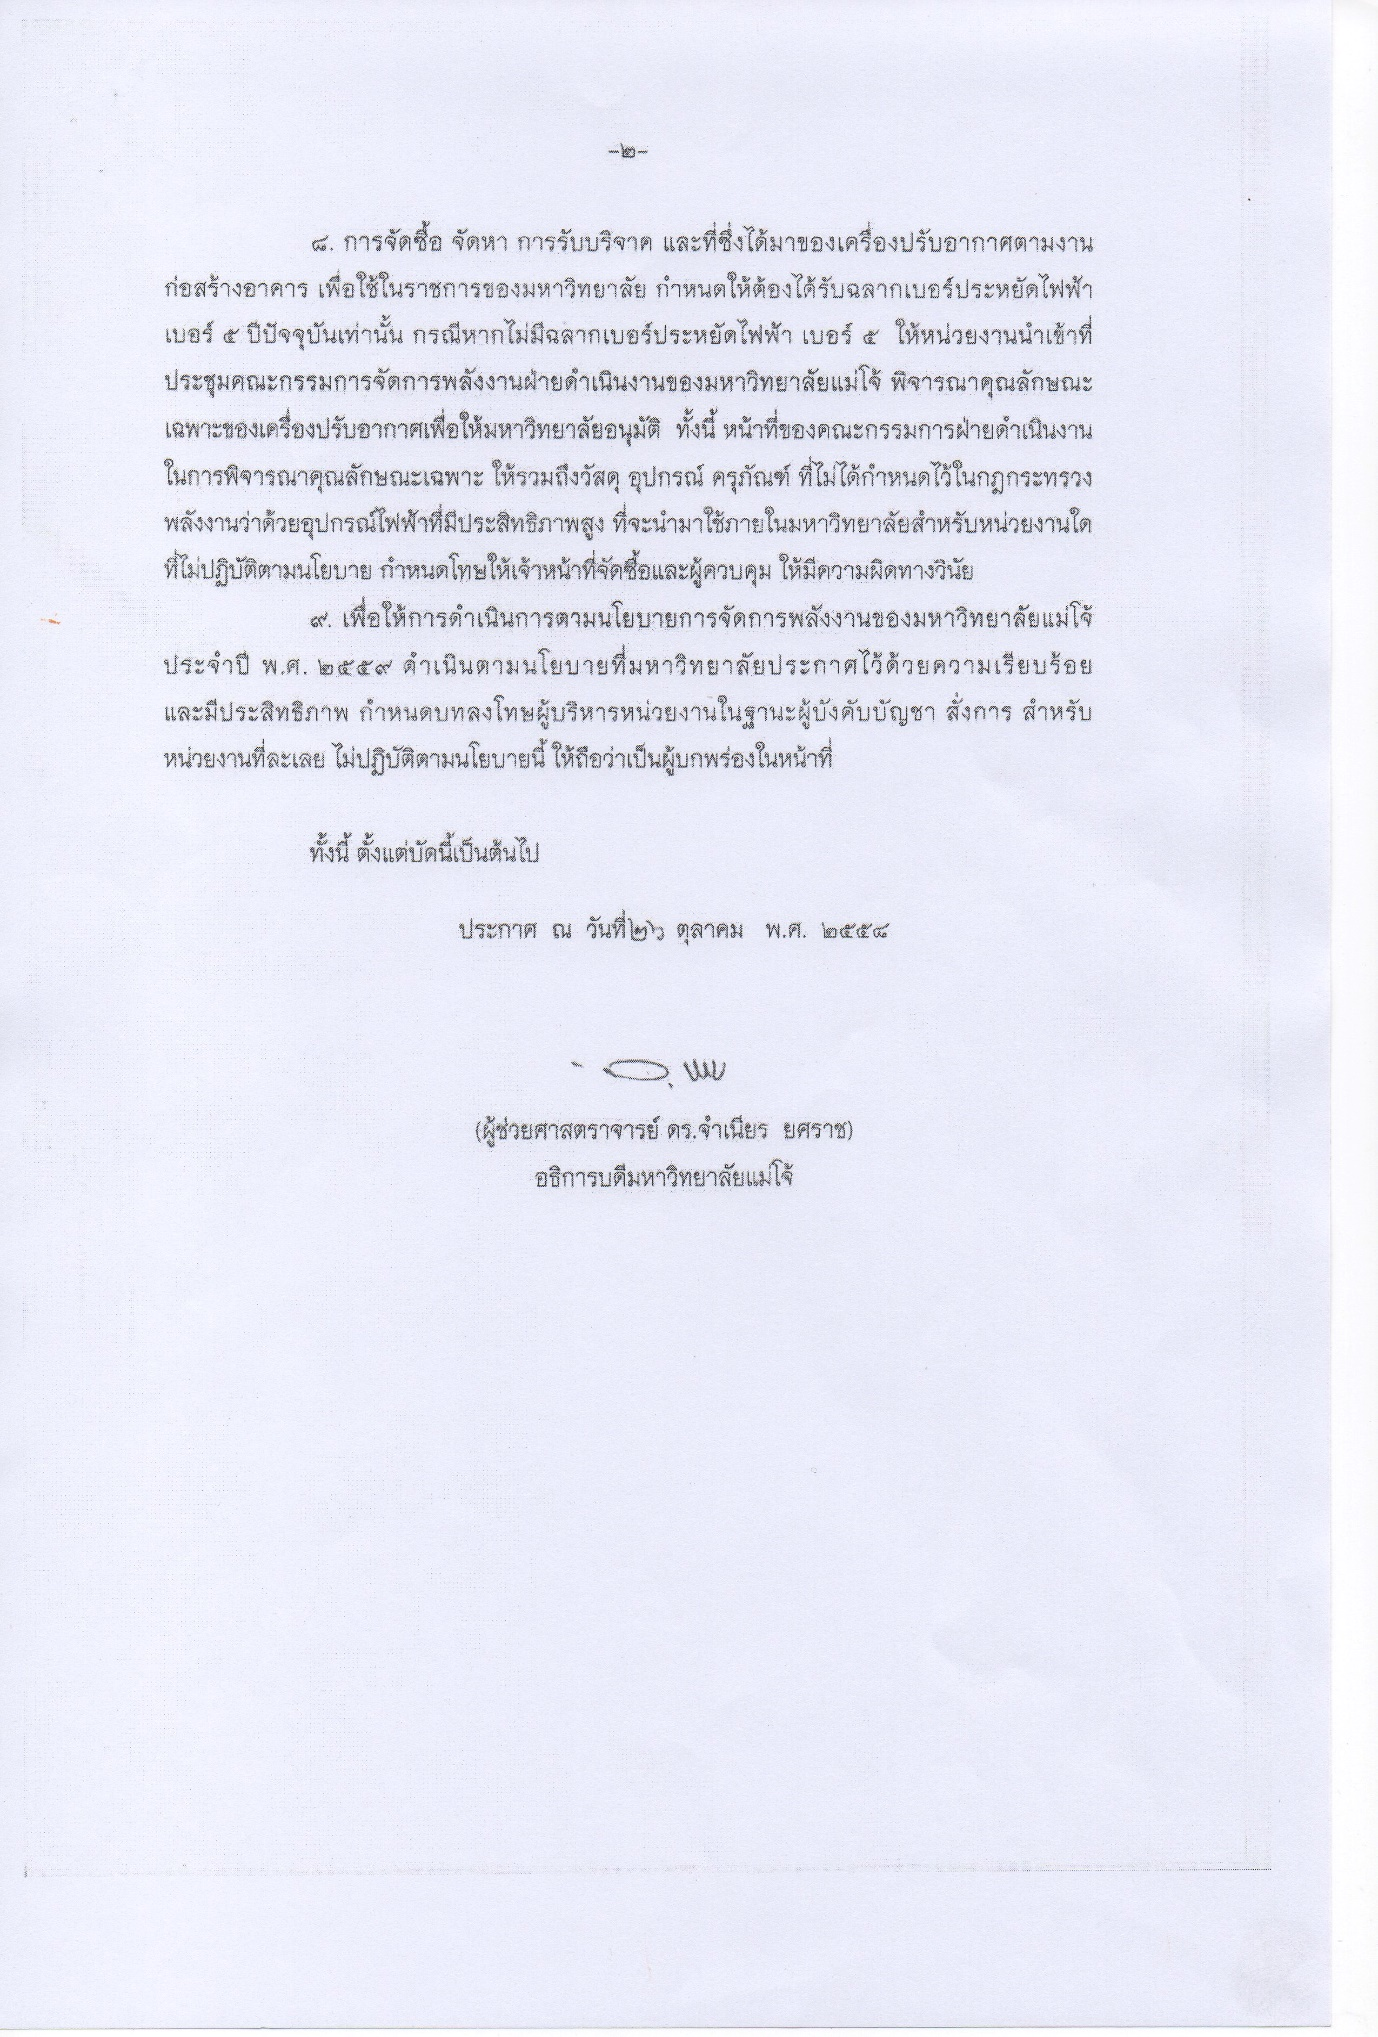 -๒-
๘. การจัดซื้อ จัดหา การรับบริจาค และที่ซึ่งได้มาของเครื่องปรับอากาศตามงาน
ก่อสร้างอาคาร เพื่อใช้ในราชการของมหาวิทยาลัย กำหนดให้ต้องได้รับฉลากเบอร์ประหยัดไฟฟ้า
เบอร์ ๕ ปีปัจจุบันเท่านั้น กรณีหากไม่มีฉลากเบอร์ประหยัดไฟฟ้า เบอร์ ๕ ให้หน่วยงานนำเข้าที่
ประชุมคณะกรรมการจัดการพลังงานฝ่ายดำเนินงานของมหาวิทยาลัยแม่โจ้ พิจารณาคุณลักษณะ
เฉพาะของเครื่องปรับอากาศเพื่อให้มหาวิทยาลัยอนุมัติ ทั้งนี้ หน้าที่ของคณะกรรมการฝ่ายดำเนินงาน
ในการพิจารณาคุณลักษณะเฉพาะ ให้รวมถึงวัสดุ อุปกรณ์ ครุภัณฑ์ ที่ไม่ได้กำหนดไว้ในกฎกระทรวง
พลังงานว่าด้วยอุปกรณ์ไฟฟ้าที่มีประสิทธิภาพสูง ที่จะนำมาใช้ภายในมหาวิทยาลัยสำหรับหน่วยงานใด
ที่ไม่ปฏิบัติตามนโยบาย กำหนดโทษให้เจ้าหน้าที่จัดซื้อและผู้ควบคุม ให้มีความผิดทางวินัย
๙. เพื่อให้การดำเนินการตามนโยบายการจัดการพลังงานของมหาวิทยาลัยแม่โจ้
ประจำปี พ.ศ. ๒๕๕๙ ดำเนินตามนโยบายที่มหาวิทยาลัยประกาศไว้ด้วยความเรียบร้อย
และมีประสิทธิภาพ กำหนดบทลงโทษผู้บริหารหน่วยงานในฐานะผู้บังคับบัญชา สั่งการ สำหรับ
หน่วยงานที่ละเลย ไม่ปฏิบัติตามนโยบายนี้ ให้ถือว่าเป็นผู้บกพร่องในหน้าที่
ทั้งนี้ ตั้งแต่บัดนี้เป็นต้นไป
ประกาศ ณ วันที่ ๒๖ ตุลาคม พ.ศ. ๒๕๕๘
(ผู้ช่วยศาสตราจารย์ ดร.จำเนียร ยศราช)
อธิการบดีมหาวิทยาลัยแม่โจ้